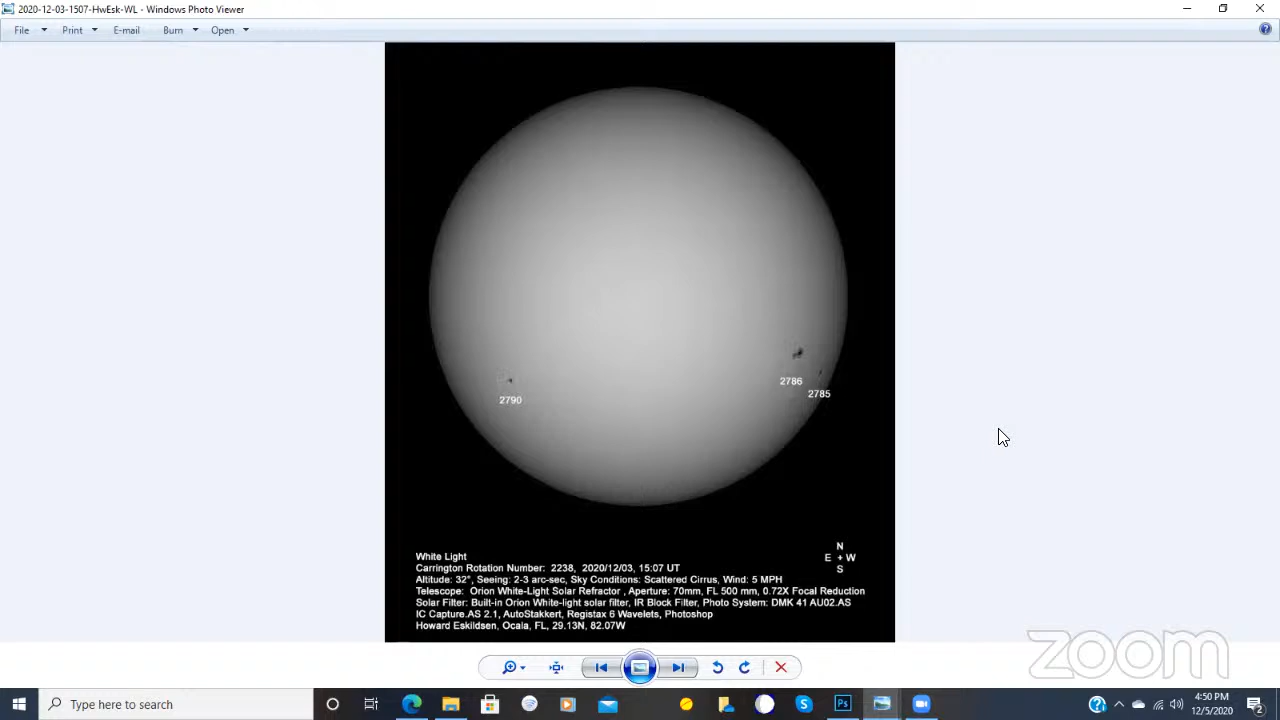 2020-12-03-1507-HwEsk-WL - Windows Photo Viewer
File Print E-mail Burn Open
2786
2785
2790
N
E + W
S
White Light
Carrington Rotation Number: 2238, 2020/12/03, 15:07 UT
Altitude: 32°, Seeing: 2-3 arc-sec, Sky Conditions: Scattered Cirrus, Wind: 5 MPH
Telescope: Orion White-Light Solar Refractor , Aperture: 70mm, FL 500 mm, 0.72X Focal Reduction
Solar Filter: Built-in Orion White-light solar filter, IR Block Filter, Photo System: DMK 41 AU02.AS
IC Capture.AS 2.1, AutoStakkert, Registax 6 Wavelets, Photoshop
Howard Eskildsen, Ocala, FL, 29.13N, 82.07W
zoom
Type here to search
Ps
4:50 PM
12/5/2020
2